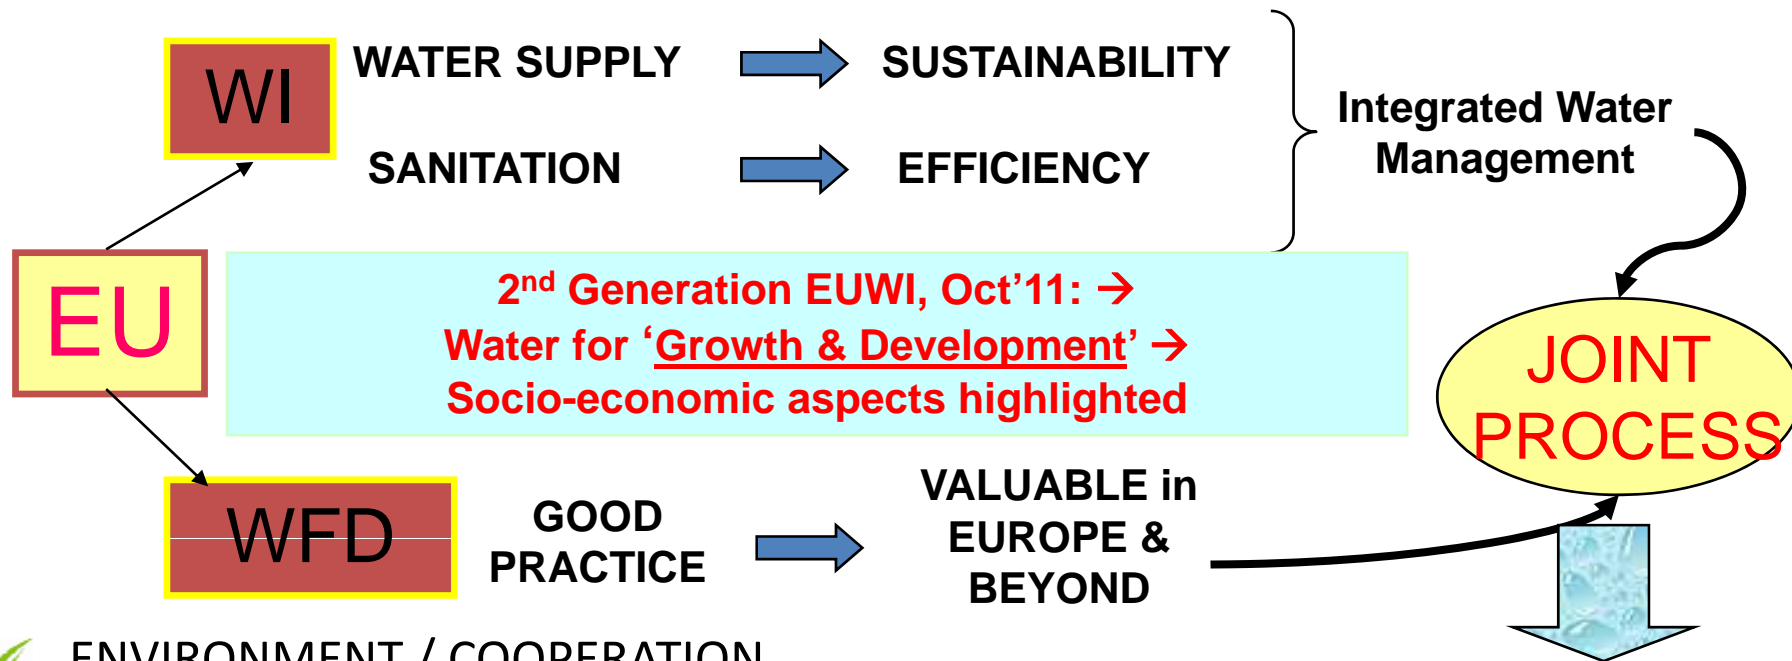 WI
WATER SUPPLY
SUSTAINABILITY
SANITATION
EFFICIENCY
Integrated Water
Management
EU
2nd Generation EUWI, Oct’11: →
Water for ‘Growth & Development’ →
Socio-economic aspects highlighted
JOINT
PROCESS
WFD
GOOD
PRACTICE
VALUABLE in
EUROPE &
BEYOND
ENVIRONMENT / COOPERATION